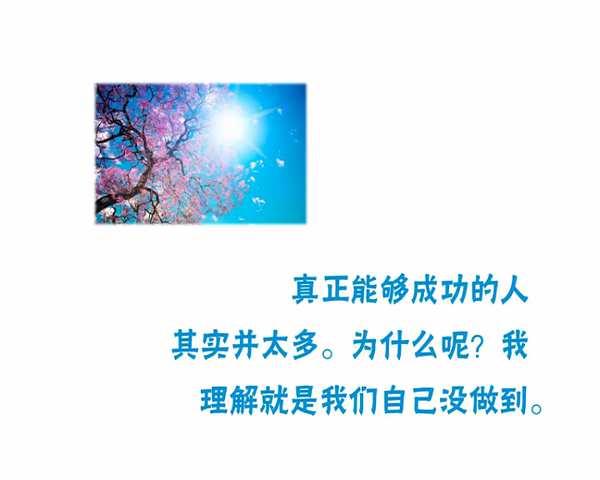 真正能够成功的人
其实并太多。为什么呢？我
理解就是我们自己没做到。